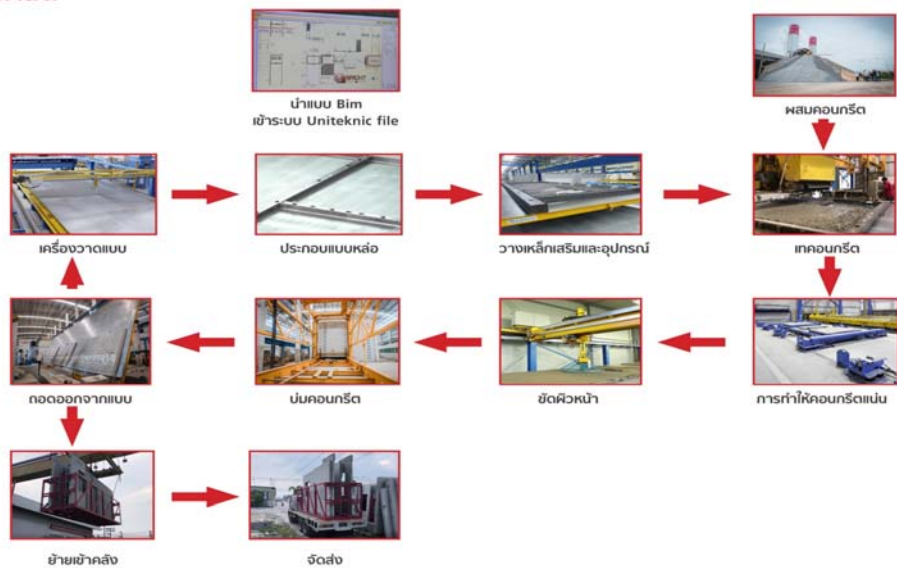 นำแบบ Bim
เข้าระบบ Uniteknic file
ผสมคอนกรีต
เครื่องวาดแบบ
ประกอบแบบหล่อ
วางเหล็กเสริมและอุปกรณ์
เทคอนกรีต
ถอดออกจากแบบ
บ่มคอนกรีต
ขัดผิวหน้า
การทำให้คอนกรีตแน่น
ย้ายเข้าคลัง
จัดส่ง